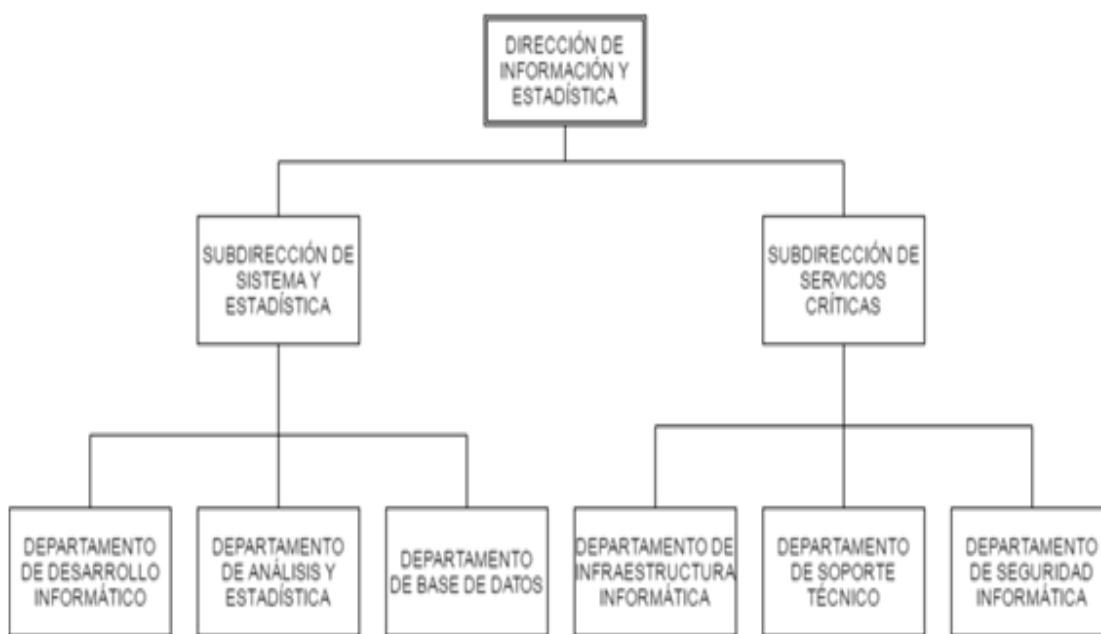 DIRECCIÓN DE
INFORMACIÓN Y
ESTADÍSTICA
SUBDIRECCIÓN DE
SISTEMA Y
ESTADÍSTICA
SUBDIRECCIÓN DE
SERVICIOS
CRÍTICAS
DEPARTAMENTO
DE DESARROLLO
INFORMÁTICO
DEPARTAMENTO
DE ANÁLISIS Y
ESTADÍSTICA
DEPARTAMENTO
DE BASE DE DATOS
DEPARTAMENTO DE
INFRAESTRUCTURA
INFORMÁTICA
DEPARTAMENTO
DE SOPORTE
TÉCNICO
DEPARTAMENTO
DE SEGURIDAD
INFORMÁTICA